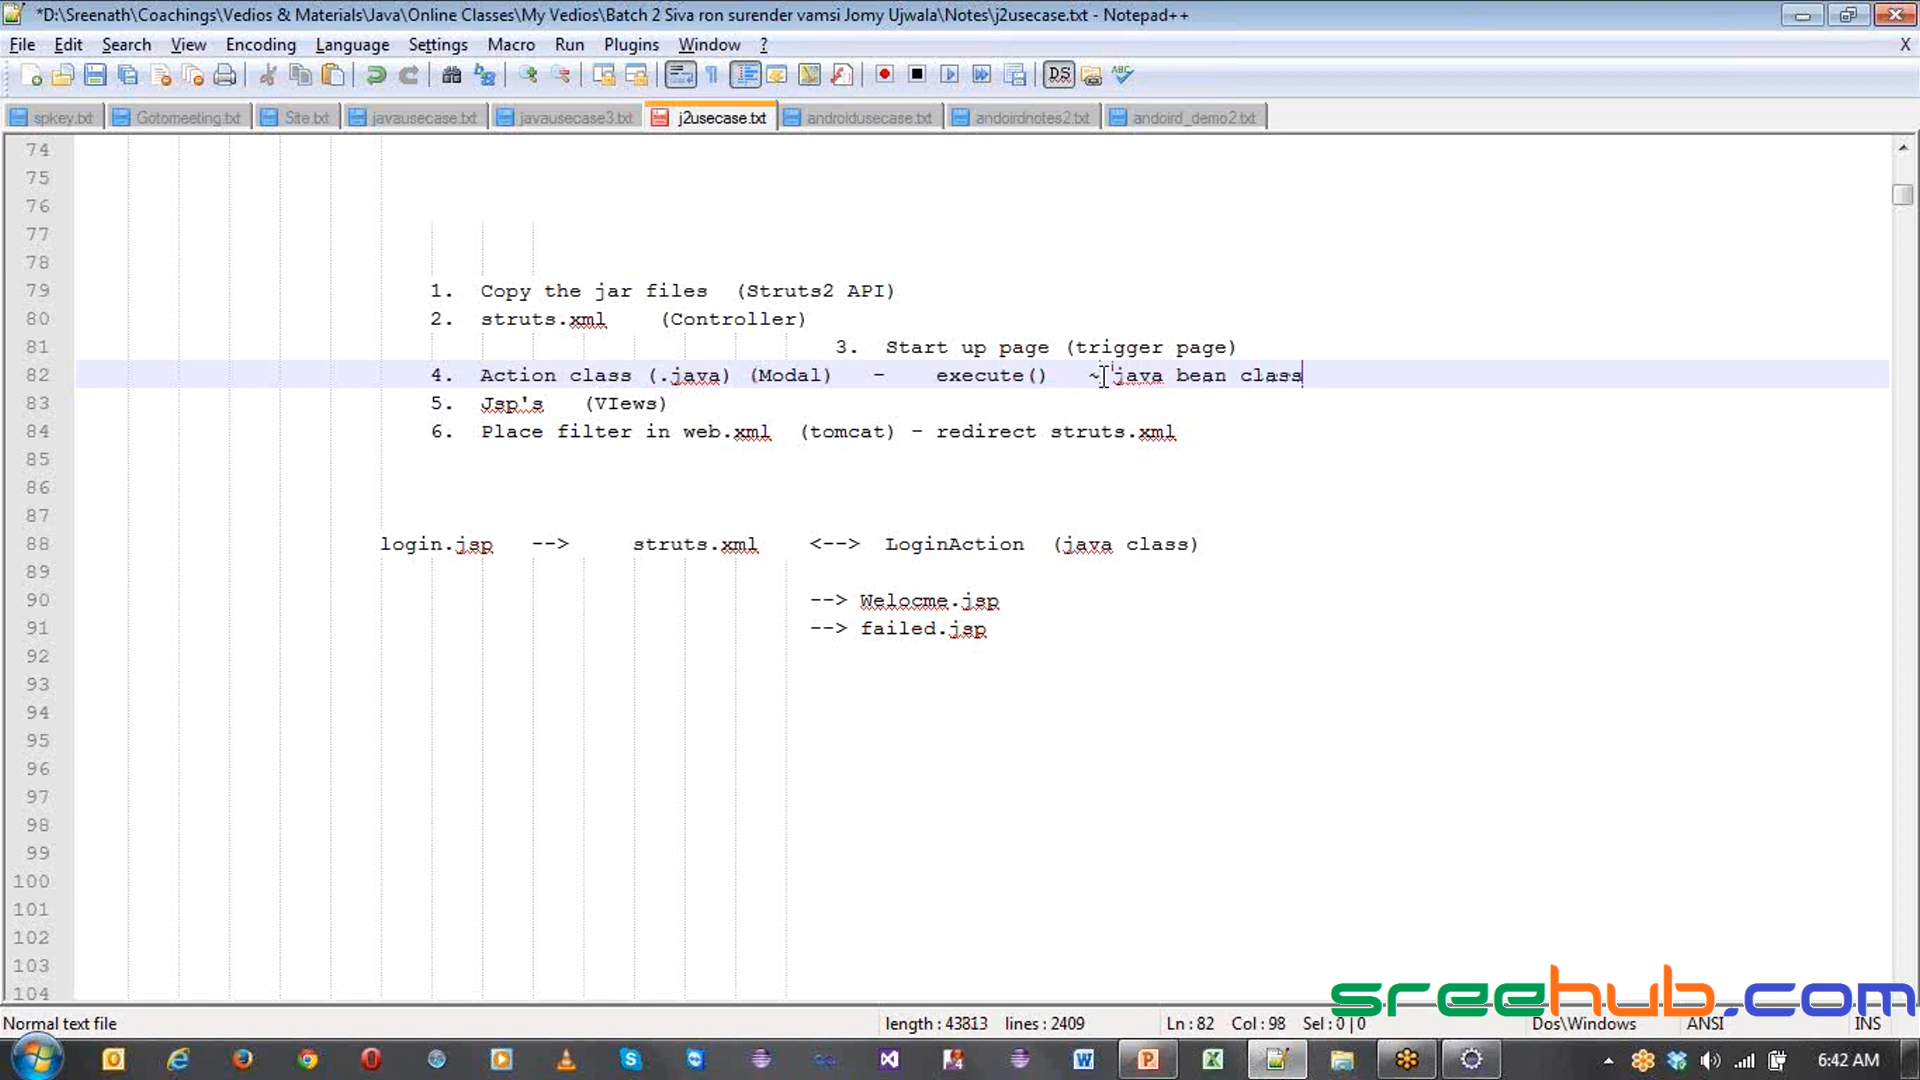 *D:\Sreenath\Coachings\Vedios & Materials\Java\Online Classes\My Vedios\Batch 2 Siva ron surender vamsi Jomy Ujwala\Notes\j2usecase.txt - Notepad++
File Edit Search View Encoding Language Settings Macro Run Plugins Window ? X
spkey.txt Gotomeeting.txt Site.txt javausecase.txt javausecase3.txt j2usecase.txt androidusecase.txt andoirdnotes2.txt andoird_demo2.txt
74
75
76
77
78
79 1. Copy the jar files (Struts2 API)
80 2. struts.xml (Controller)
81 3. Start up page (trigger page)
82 4. Action class (.java) (Modal) - execute() ~ java bean class
83 5. Jsp's (VIews)
84 6. Place filter in web.xml (tomcat) - redirect struts.xml
85
86
87
88 login.jsp --> struts.xml <--> LoginAction (java class)
89
90 --> Welocme.jsp
91 --> failed.jsp
92
93
94
95
96
97
98
99
100
101
102
103
104
sreehub.com
Normal text file length : 43813 lines : 2409 Ln : 82 Col : 98 Sel : 0 | 0 Dos\Windows ANSI INS
6:42 AM